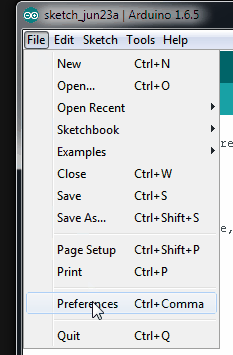 sketch_jun23a | Arduino 1.6.5
File Edit Sketch Tools Help
New Ctrl+N
Open... Ctrl+O
Open Recent
Sketchbook
Examples
Close Ctrl+W
Save Ctrl+S
Save As... Ctrl+Shift+S
Page Setup Ctrl+Shift+P
Print Ctrl+P
Preferences Ctrl+Comma
Quit Ctrl+Q